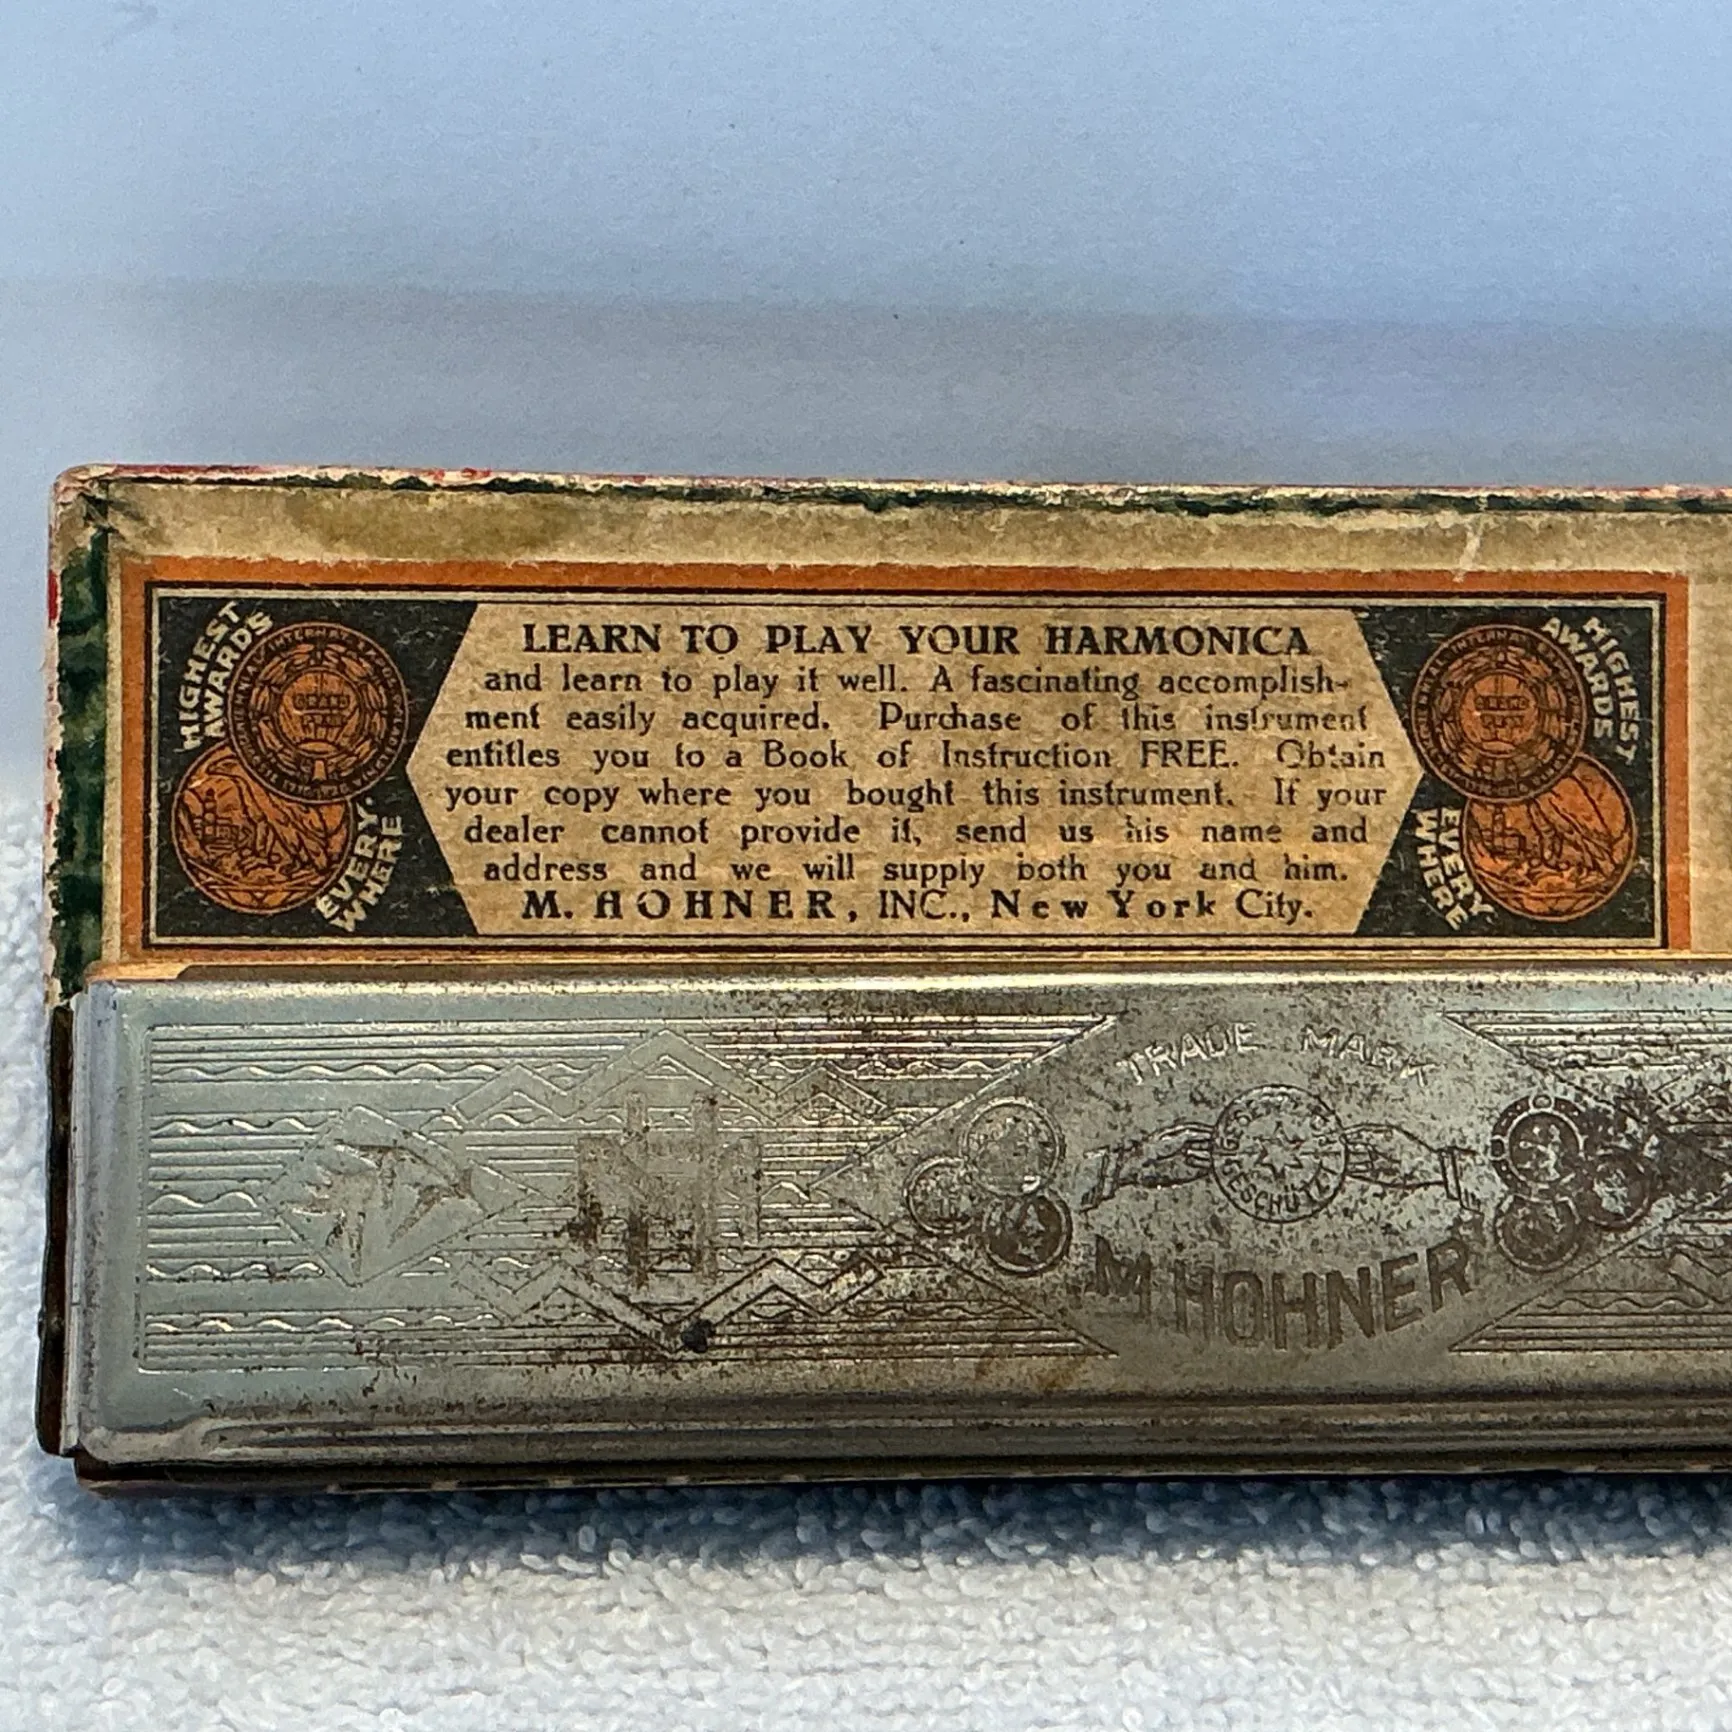 HIGHEST
AWARDS
EVERY-
WHERE
LEARN TO PLAY YOUR HARMONICA
and learn to play it well. A fascinating accomplish-
ment easily acquired. Purchase of this instrument
entitles you to a Book of Instruction FREE. Obtain
your copy where you bought this instrument. If your
dealer cannot provide it, send us his name and
address and we will supply both you and him.
M. HOHNER, INC., New York City.
HIGHEST
AWARDS
EVERY-
WHERE
TRADE MARK
GESCHÜTZT
M. HOHNER